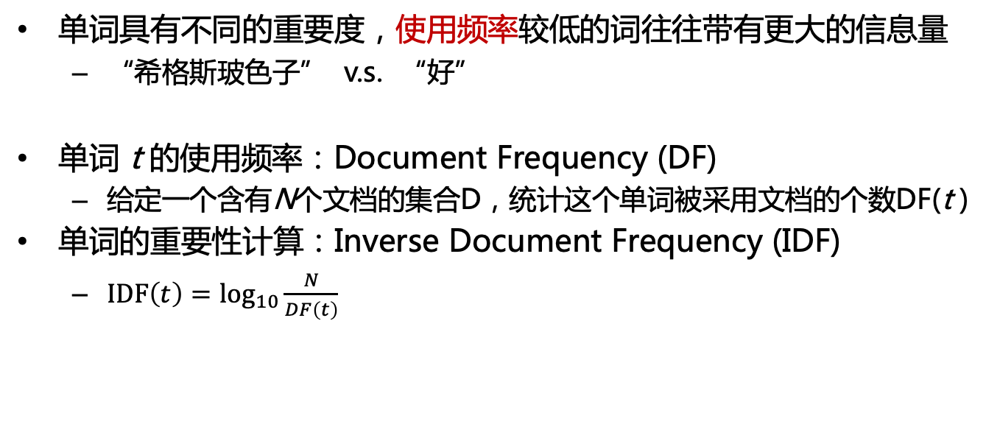 • 单词具有不同的重要度，使用频率较低的词往往带有更大的信息量
– “希格斯玻色子” v.s. “好”
• 单词 t 的使用频率：Document Frequency (DF)
– 给定一个含有N个文档的集合D，统计这个单词被采用文档的个数DF(t)
• 单词的重要性计算：Inverse Document Frequency (IDF)
– IDF(t) = log₁₀ N/DF(t)